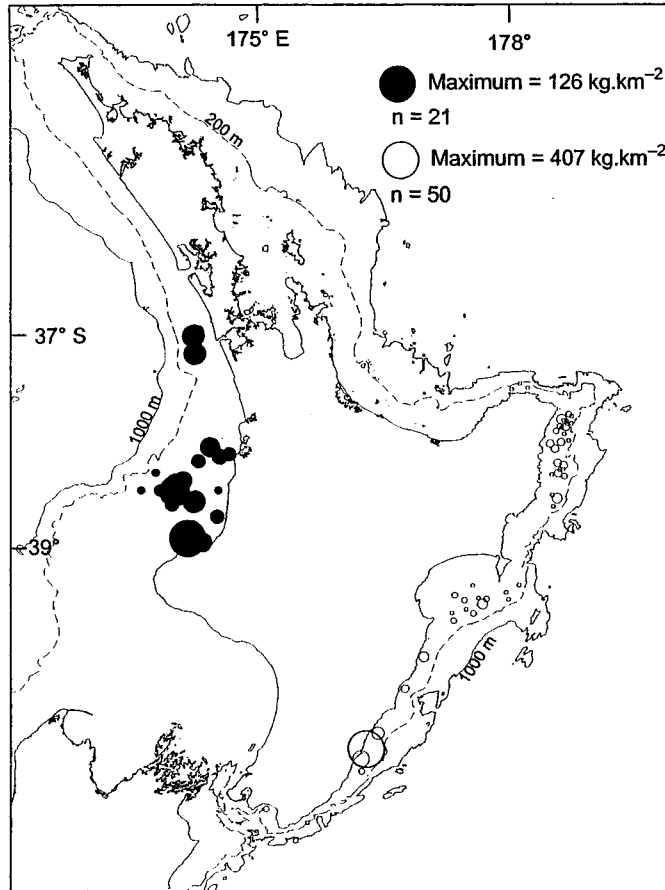 175° E 178°
Maximum = 126 kg.km⁻²
n = 21
200 m
Maximum = 407 kg.km⁻²
n = 50
37° S
1000 m
39°
1000 m